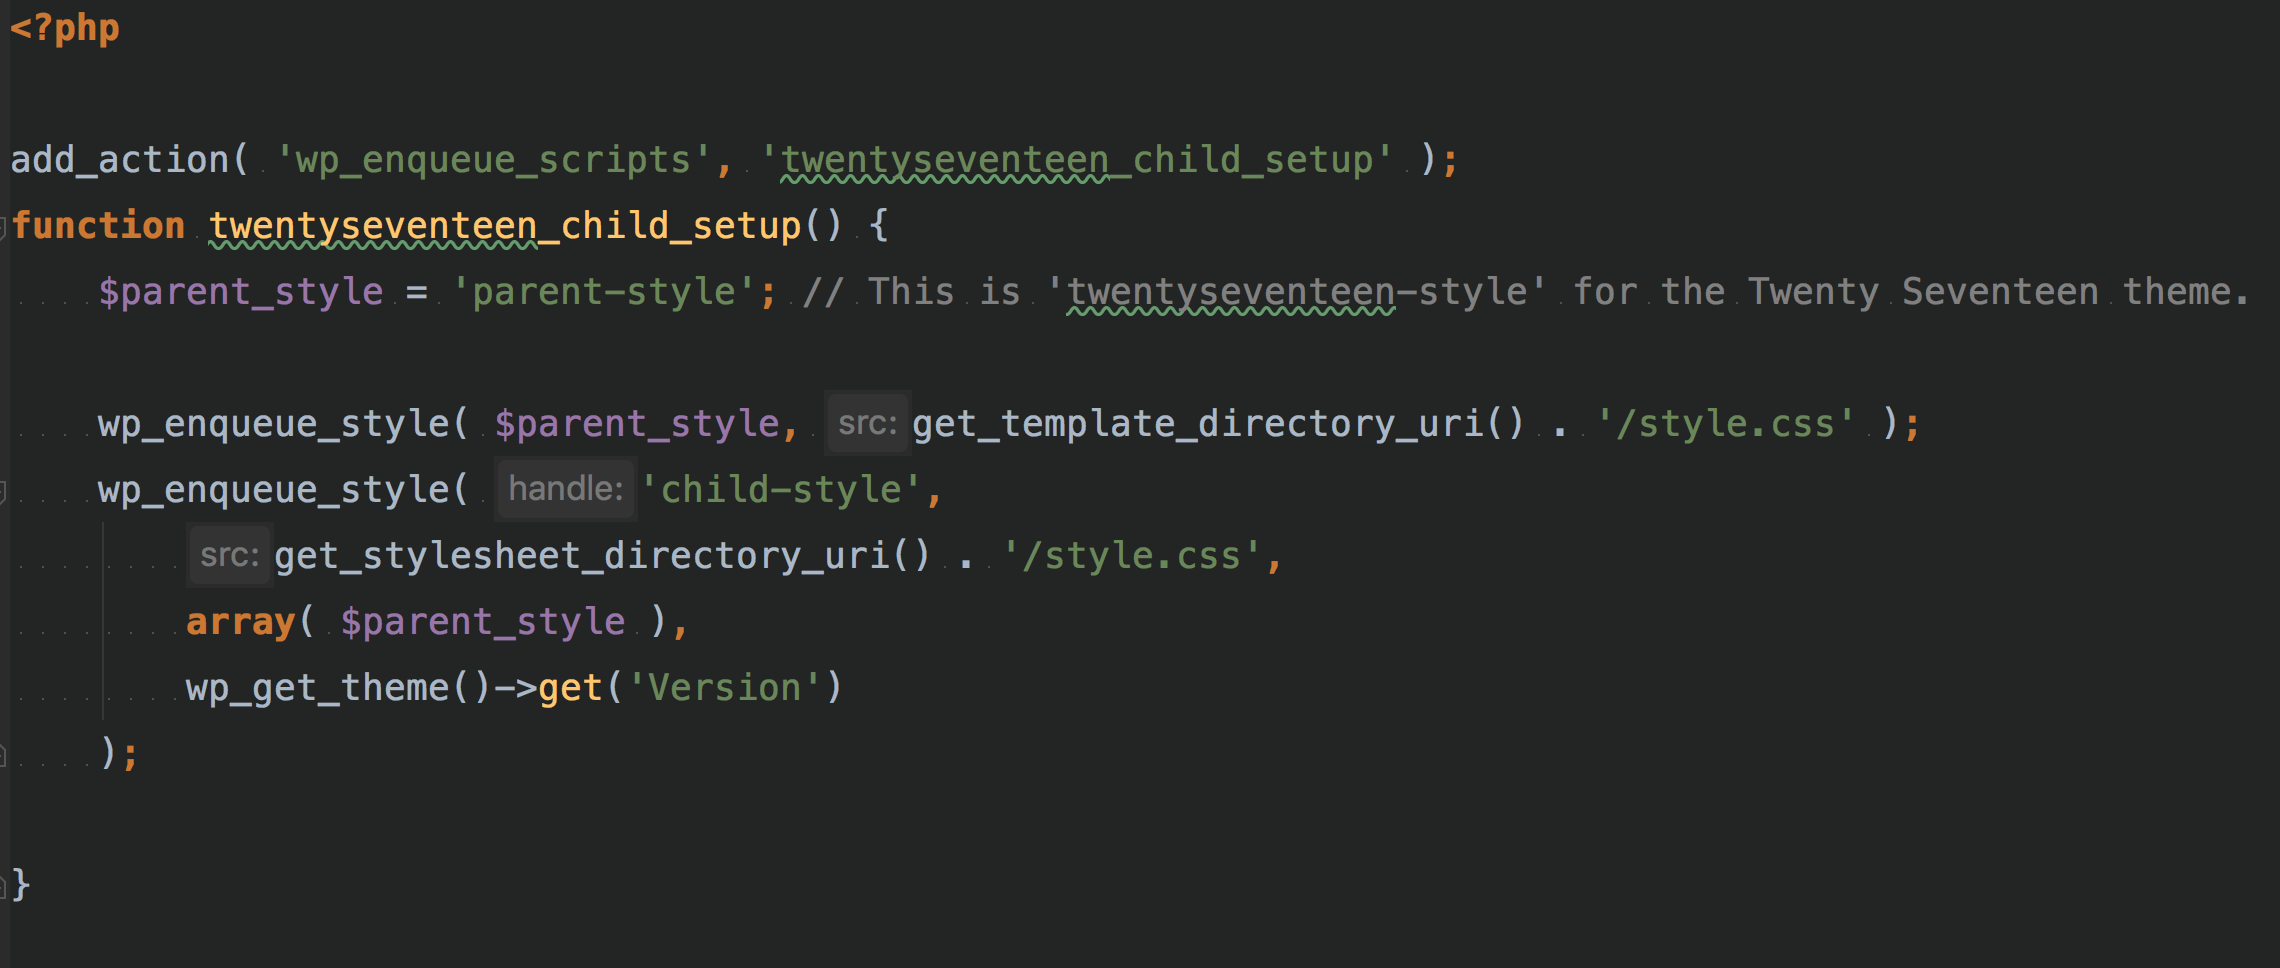 <?php
add_action( 'wp_enqueue_scripts', 'twentyseventeen_child_setup' );
function twentyseventeen_child_setup() {
    $parent_style = 'parent-style'; // This is 'twentyseventeen-style' for the Twenty Seventeen theme.
    wp_enqueue_style( $parent_style, src: get_template_directory_uri() . '/style.css' );
    wp_enqueue_style( handle: 'child-style',
        src: get_stylesheet_directory_uri() . '/style.css',
        array( $parent_style ),
        wp_get_theme()->get('Version')
    );
}